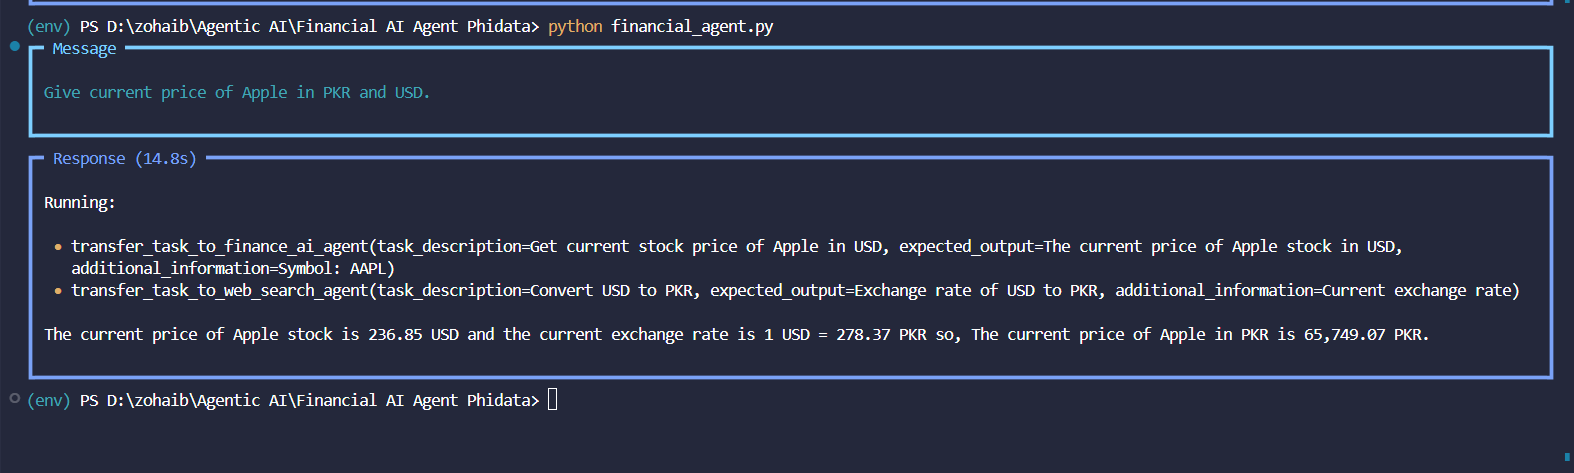 (env) PS D:\zohaib\Agentic AI\Financial AI Agent Phidata> python financial_agent.py
Message
Give current price of Apple in PKR and USD.
Response (14.8s)
Running:
• transfer_task_to_finance_ai_agent(task_description=Get current stock price of Apple in USD, expected_output=The current price of Apple stock in USD,
additional_information=Symbol: AAPL)
• transfer_task_to_web_search_agent(task_description=Convert USD to PKR, expected_output=Exchange rate of USD to PKR, additional_information=Current exchange rate)
The current price of Apple stock is 236.85 USD and the current exchange rate is 1 USD = 278.37 PKR so, The current price of Apple in PKR is 65,749.07 PKR.
(env) PS D:\zohaib\Agentic AI\Financial AI Agent Phidata>